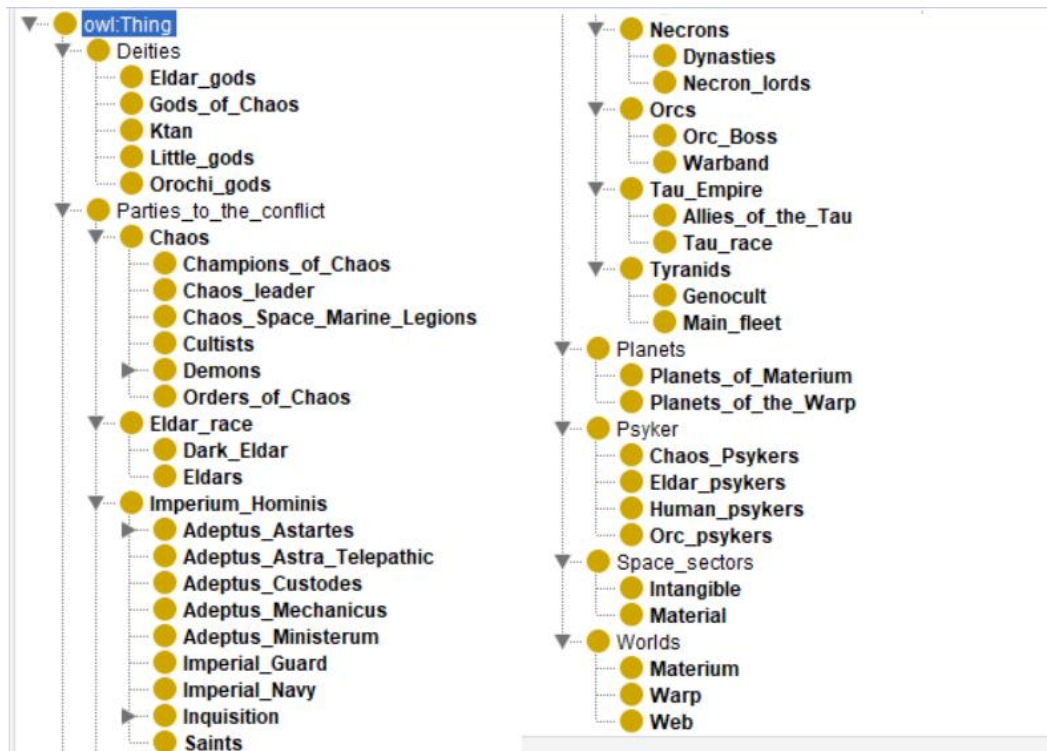 owl:Thing
Deities
Eldar_gods
Gods_of_Chaos
Ktan
Little_gods
Orochi_gods
Parties_to_the_conflict
Chaos
Champions_of_Chaos
Chaos_leader
Chaos_Space_Marine_Legions
Cultists
Demons
Orders_of_Chaos
Eldar_race
Dark_Eldar
Eldars
Imperium_Hominis
Adeptus_Astartes
Adeptus_Astra_Telepathic
Adeptus_Custodes
Adeptus_Mechanicus
Adeptus_Ministerum
Imperial_Guard
Imperial_Navy
Inquisition
Saints
Necrons
Dynasties
Necron_lords
Orcs
Orc_Boss
Warband
Tau_Empire
Allies_of_the_Tau
Tau_race
Tyranids
Genocult
Main_fleet
Planets
Planets_of_Materium
Planets_of_the_Warp
Psyker
Chaos_Psykers
Eldar_psykers
Human_psykers
Orc_psykers
Space_sectors
Intangible
Material
Worlds
Materium
Warp
Web